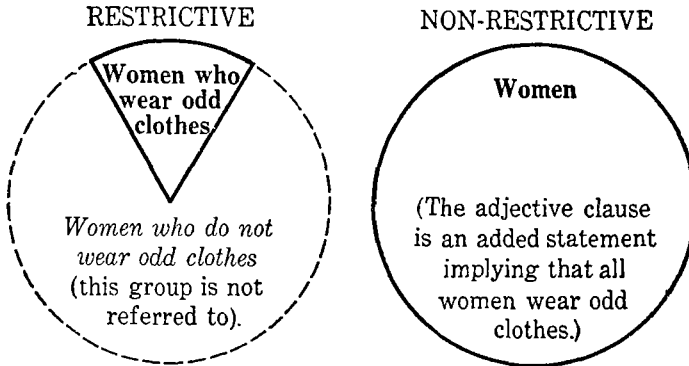 RESTRICTIVE
Women who
wear odd
clothes
Women who do not
wear odd clothes
(this group is not
referred to).
NON-RESTRICTIVE
Women
(The adjective clause
is an added statement
implying that all
women wear odd
clothes.)